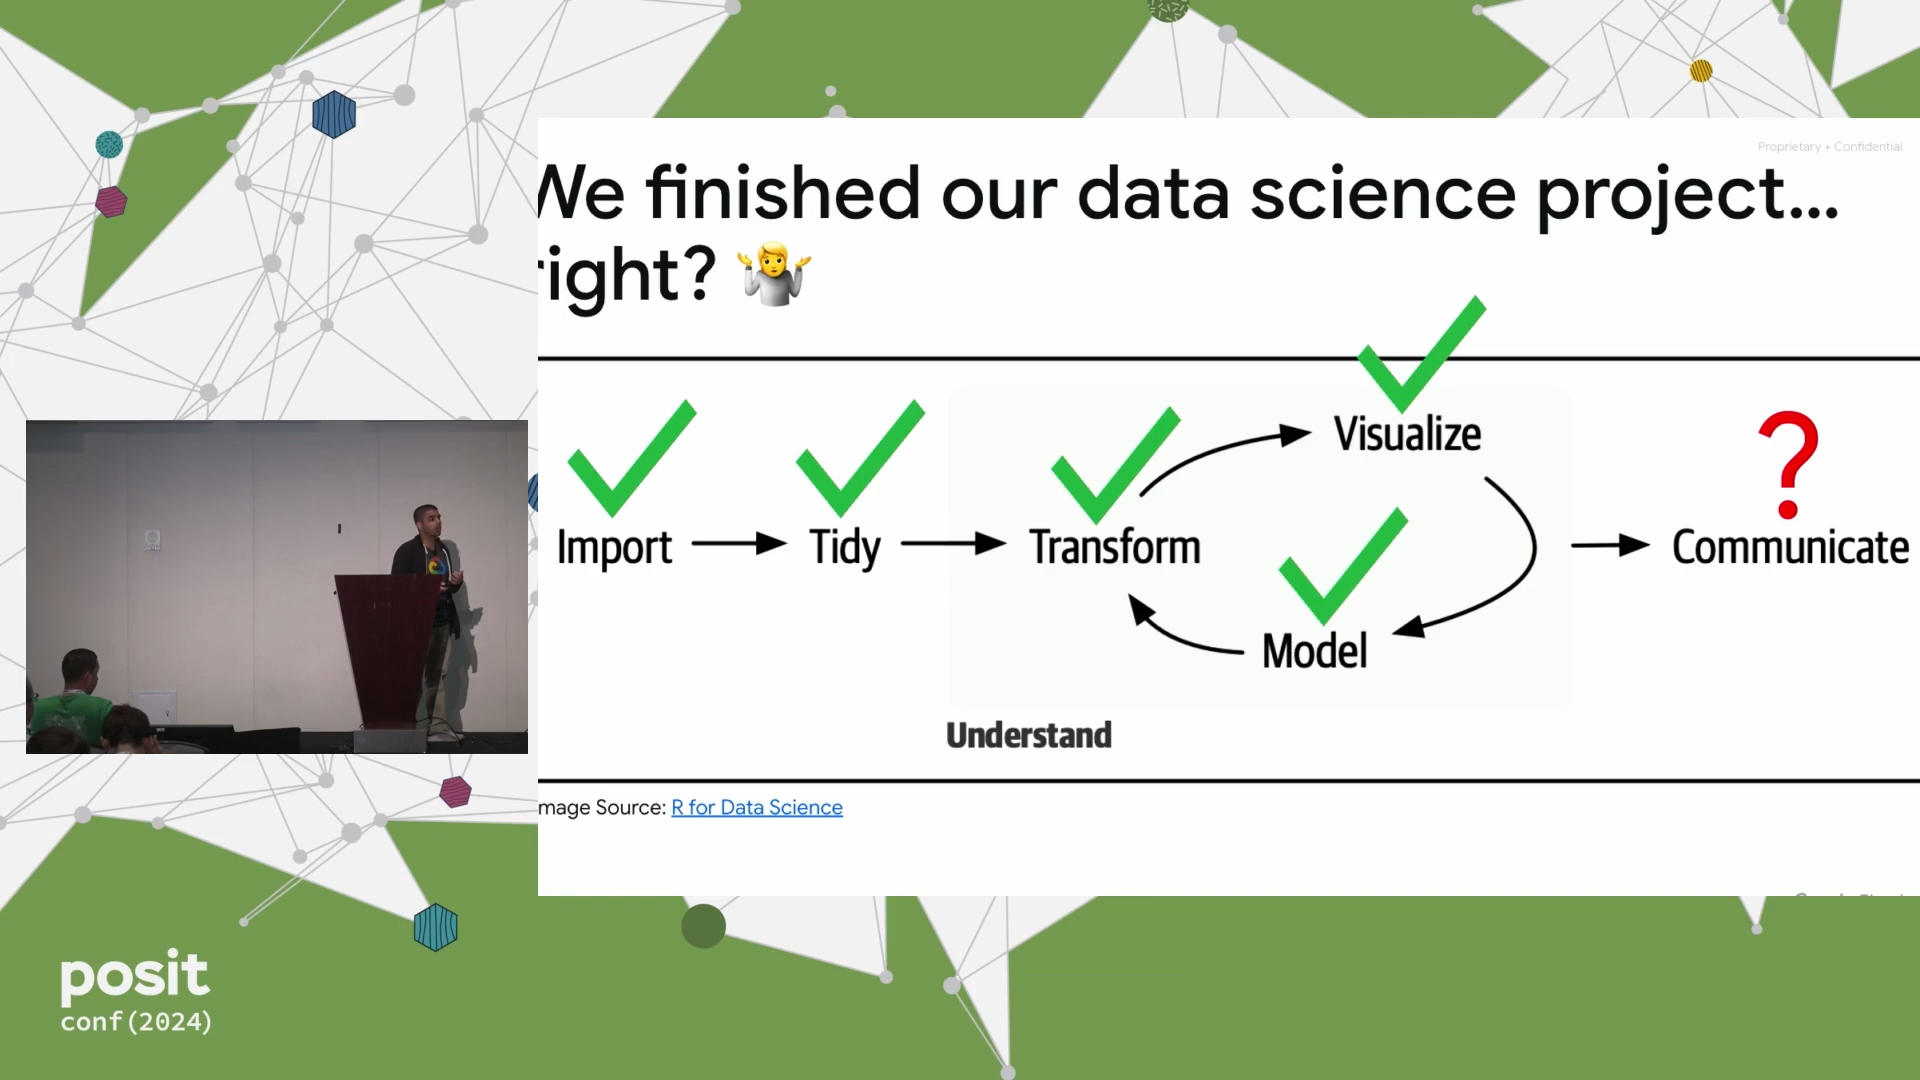 Proprietary + Confidential
We finished our data science project...
right?
Visualize
Import
Tidy
Transform
Communicate
Model
Understand
mage Source: R for Data Science
posit
conf(2024)